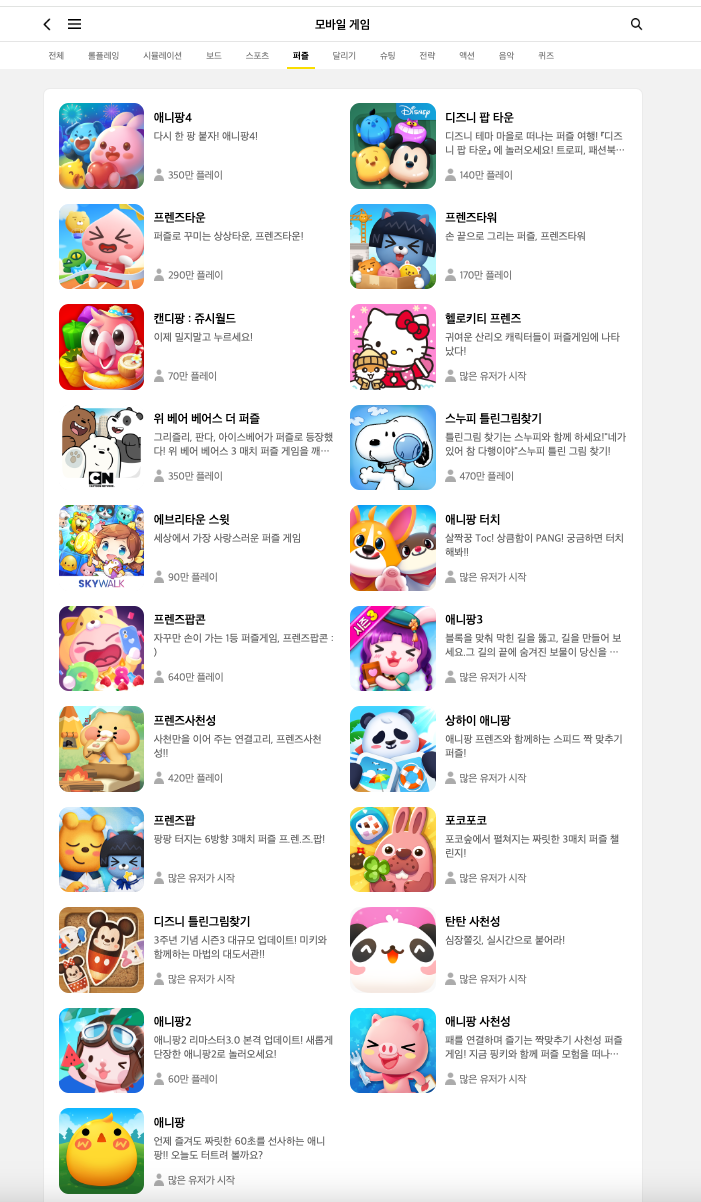 모바일 게임
전체 롤플레잉 시뮬레이션 보드 스포츠 퍼즐 달리기 슈팅 전략 액션 음악 퀴즈
애니팡4
다시 한 팡 붙자! 애니팡4!
350만 플레이
Disney
디즈니 팝 타운
디즈니 테마 마을로 떠나는 퍼즐 여행! 『디즈
니 팝 타운』 에 놀러오세요! 트로피, 패션북…
140만 플레이
프렌즈타운
퍼즐로 꾸미는 상상타운, 프렌즈타운!
290만 플레이
프렌즈타워
손 끝으로 그리는 퍼즐, 프렌즈타워
170만 플레이
캔디팡 : 쥬시월드
이제 밀지말고 누르세요!
70만 플레이
헬로키티 프렌즈
귀여운 산리오 캐릭터들이 퍼즐게임에 나타
났다!
많은 유저가 시작
CN
위 베어 베어스 더 퍼즐
그리즐리, 판다, 아이스베어가 퍼즐로 등장했
다! 위 베어 베어스 3 매치 퍼즐 게임을 깨…
350만 플레이
스누피 틀린그림찾기
틀린그림 찾기는 스누피와 함께 하세요!"네가
있어 참 다행이야"스누피 틀린 그림 찾기!
470만 플레이
SKYWALK
에브리타운 스윗
세상에서 가장 사랑스러운 퍼즐 게임
90만 플레이
애니팡 터치
살짝꿍 Toc! 상큼함이 PANG! 궁금하면 터치
해봐!!
많은 유저가 시작
프렌즈팝콘
자꾸만 손이 가는 1등 퍼즐게임, 프렌즈팝콘 :
)
640만 플레이
시즌3
애니팡3
블록을 맞춰 막힌 길을 뚫고, 길을 만들어 보
세요.그 길의 끝에 숨겨진 보물이 당신을 …
많은 유저가 시작
프렌즈사천성
사천만을 이어 주는 연결고리, 프렌즈사천
성!!
420만 플레이
상하이 애니팡
애니팡 프렌즈와 함께하는 스피드 짝 맞추기
퍼즐!
많은 유저가 시작
프렌즈팝
팡팡 터지는 6방향 3매치 퍼즐 프.렌.즈.팝!
많은 유저가 시작
포코포코
포코숲에서 펼쳐지는 짜릿한 3매치 퍼즐 챌
린지!
많은 유저가 시작
디즈니 틀린그림찾기
3주년 기념 시즌3 대규모 업데이트! 미키와
함께하는 마법의 대도서관!!
많은 유저가 시작
탄탄 사천성
심장쫄깃, 실시간으로 붙어라!
많은 유저가 시작
애니팡2
애니팡2 리마스터3.0 본격 업데이트! 새롭게
단장한 애니팡2로 놀러오세요!
60만 플레이
애니팡 사천성
패를 연결하며 즐기는 짝맞추기 사천성 퍼즐
게임! 지금 핑키와 함께 퍼즐 모험을 떠나…
많은 유저가 시작
애니팡
언제 즐겨도 짜릿한 60초를 선사하는 애니
팡!! 오늘도 터트려 볼까요?
많은 유저가 시작